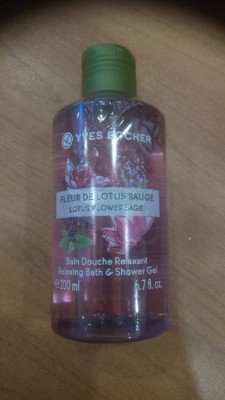 YVES ROCHER
FLEUR DE LOTUS SAUGE
LOTUS FLOWER SAGE
Bain Douche Relaxant
Relaxing Bath & Shower Gel
e 200 ml 6.7 fl. oz.